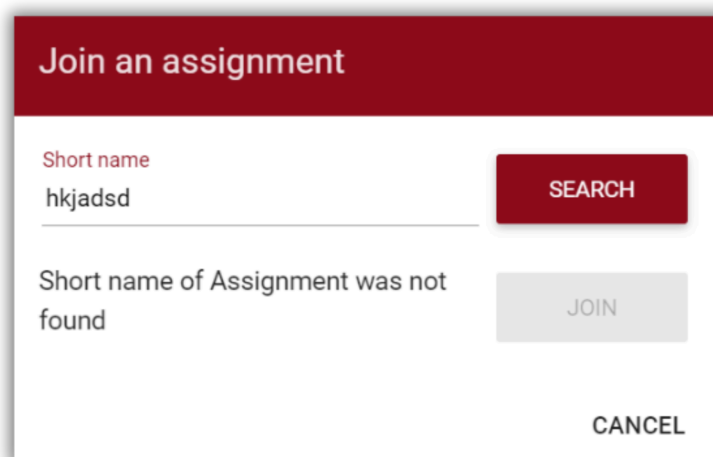 Join an assignment
Short name
hkjadsd
SEARCH
Short name of Assignment was not
found
JOIN
CANCEL